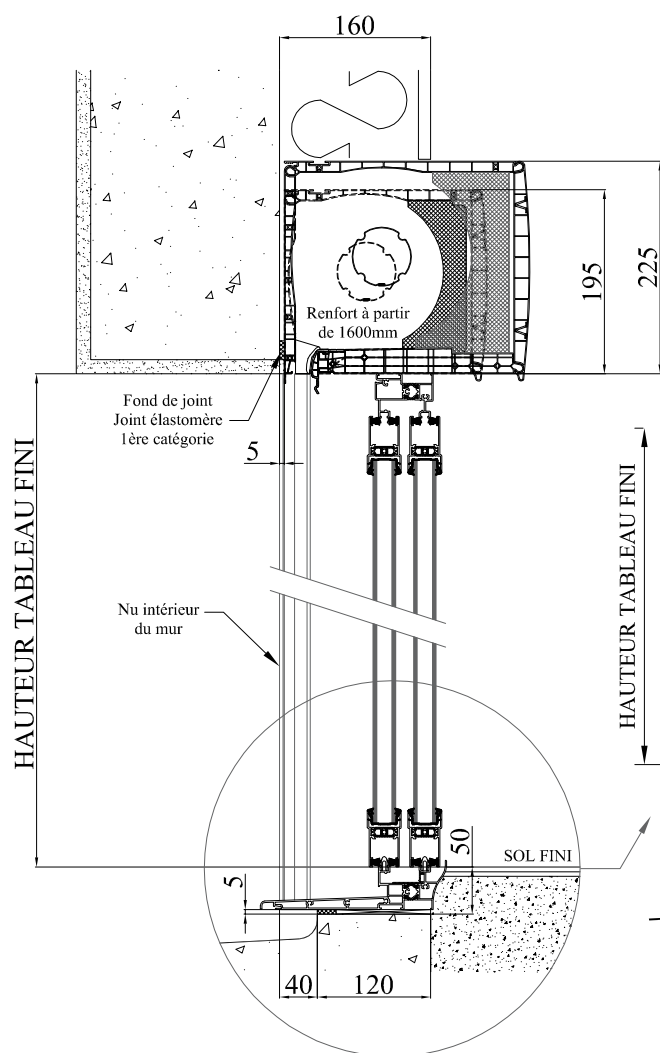 160
225
195
Renfort à partir
de 1600mm
Fond de joint
Joint élastomère
1ère catégorie
5
HAUTEUR TABLEAU FINI
HAUTEUR TABLEAU FINI
Nu intérieur
du mur
50
SOL FINI
5
40
120